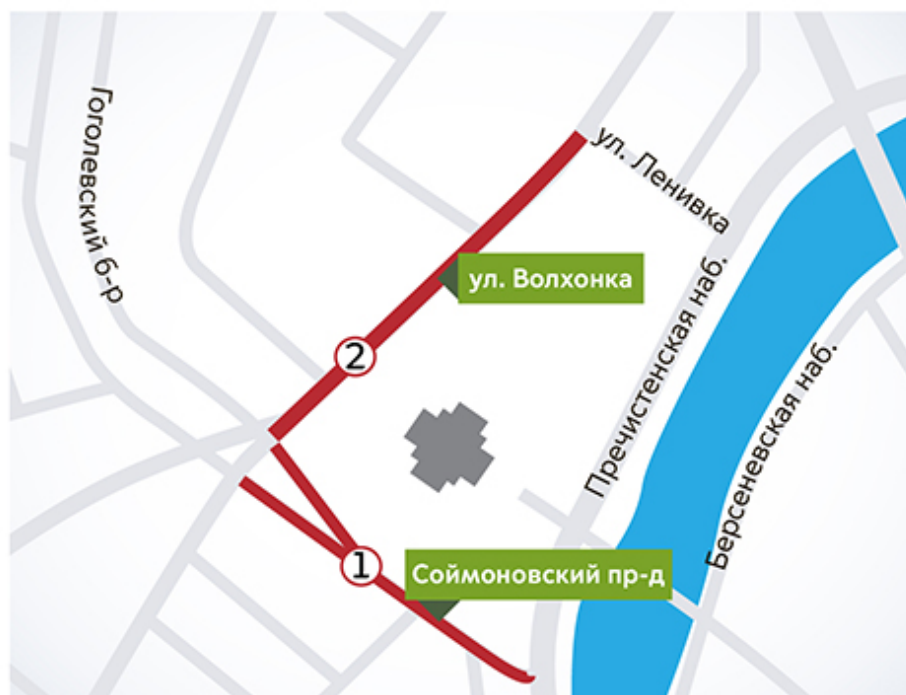 Гоголевский б-р
ул. Ленивка
ул. Волхонка
2
Пречистенская наб.
Берсеневская наб.
1
Соймоновский пр-д